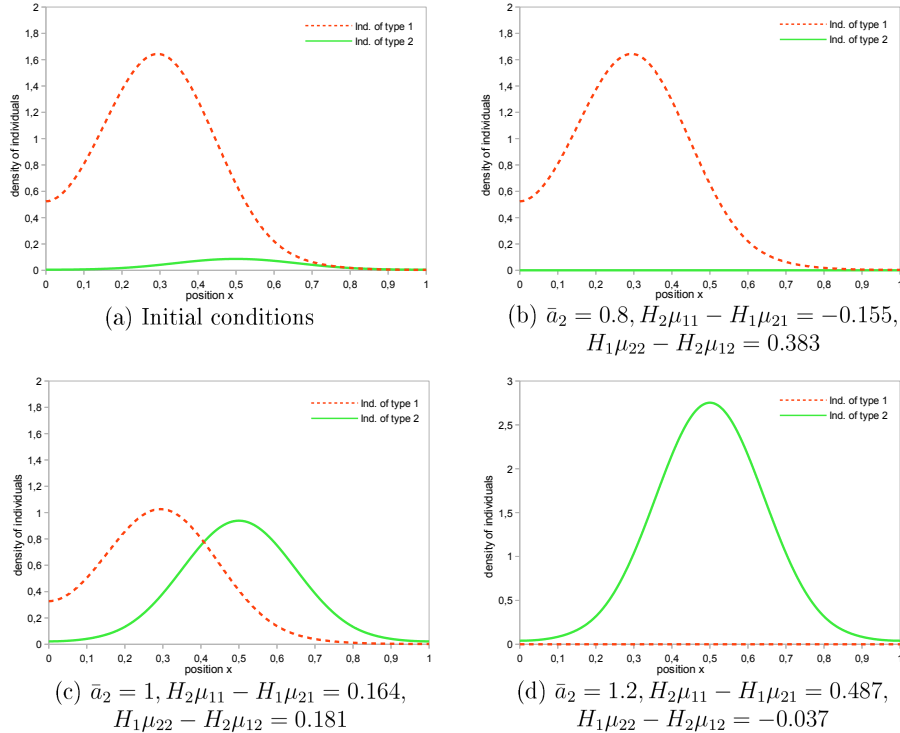 2
1,8
1,6
1,4
1,2
1
0,8
0,6
0,4
0,2
0
0 0,1 0,2 0,3 0,4 0,5 0,6 0,7 0,8 0,9 1
density of individuals
position x
Ind. of type 1
Ind. of type 2
(a) Initial conditions
2
1,8
1,6
1,4
1,2
1
0,8
0,6
0,4
0,2
0
0 0,1 0,2 0,3 0,4 0,5 0,6 0,7 0,8 0,9 1
density of individuals
position x
Ind. of type 1
Ind. of type 2
(b) ā₂ = 0.8, H₂μ₁₁ − H₁μ₂₁ = −0.155,
H₁μ₂₂ − H₂μ₁₂ = 0.383
2
1,8
1,6
1,4
1,2
1
0,8
0,6
0,4
0,2
0
0 0,1 0,2 0,3 0,4 0,5 0,6 0,7 0,8 0,9 1
density of individuals
position x
Ind. of type 1
Ind. of type 2
(c) ā₂ = 1, H₂μ₁₁ − H₁μ₂₁ = 0.164,
H₁μ₂₂ − H₂μ₁₂ = 0.181
3
2,5
2
1,5
1
0,5
0
0 0,1 0,2 0,3 0,4 0,5 0,6 0,7 0,8 0,9 1
density of individuals
position x
Ind. of type 1
Ind. of type 2
(d) ā₂ = 1.2, H₂μ₁₁ − H₁μ₂₁ = 0.487,
H₁μ₂₂ − H₂μ₁₂ = −0.037